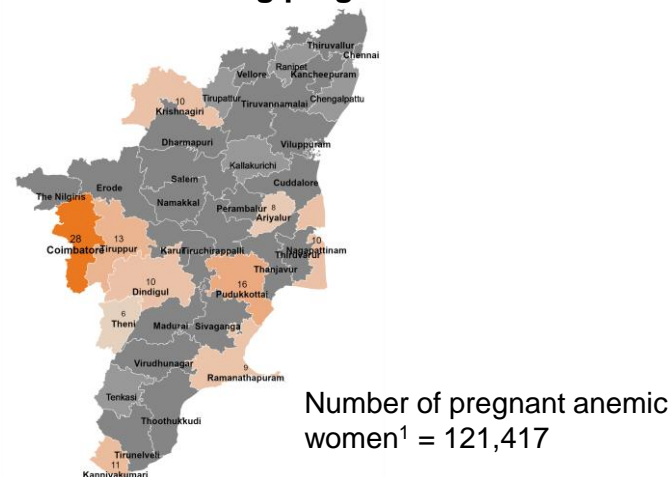 Thiruvallur
Chennai
Ranipet
Vellore
Kancheepuram
10
Krishnagiri
Tirupattur
Tiruvannamalai
Chengalpattu
Dharmapuri
Viluppuram
Kallakurichi
Salem
Cuddalore
The Nilgiris
Erode
Namakkal
Perambalur
8
Ariyalur
28
Coimbatore
13
Tiruppur
Karur
Tiruchirappalli
10
Nagapattinam
Thiruvarur
Thanjavur
10
Dindigul
16
Pudukkottai
6
Theni
Madurai
Sivaganga
Virudhunagar
9
Ramanathapuram
Tenkasi
Thoothukkudi
Tirunelveli
11
Kanniyakumari
Number of pregnant anemic
women¹ = 121,417